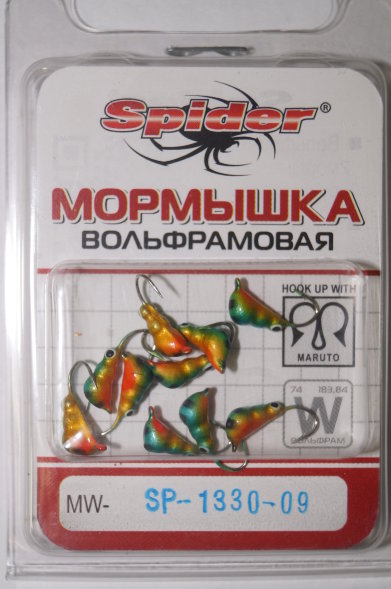 Spider®
МОРМЫШКА
ВОЛЬФРАМОВАЯ
HOOK UP WITH
MARUTO
74 183,84
W
ВОЛЬФРАМ
MW- SP-1330-09